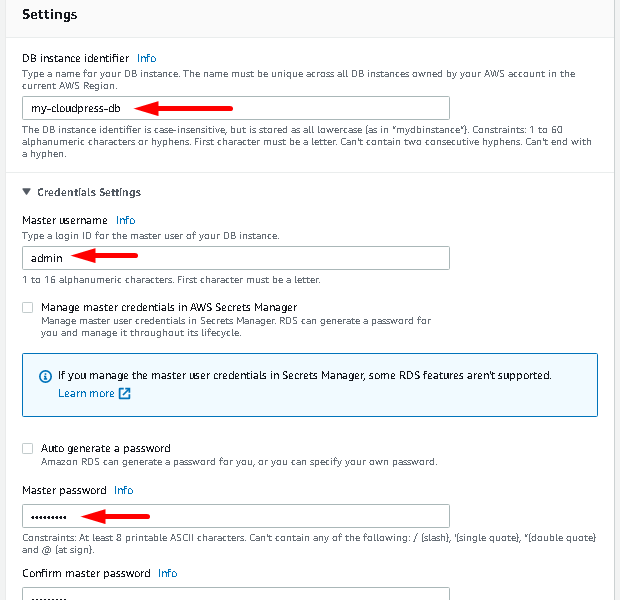 Settings
DB instance identifier Info
Type a name for your DB instance. The name must be unique across all DB instances owned by your AWS account in the
current AWS Region.
my-cloudpress-db
The DB instance identifier is case-insensitive, but is stored as all lowercase (as in "mydbinstance"). Constraints: 1 to 60
alphanumeric characters or hyphens. First character must be a letter. Can't contain two consecutive hyphens. Can't end with
a hyphen.
Credentials Settings
Master username Info
Type a login ID for the master user of your DB instance.
admin
1 to 16 alphanumeric characters. First character must be a letter.
Manage master credentials in AWS Secrets Manager
Manage master user credentials in Secrets Manager. RDS can generate a password for
you and manage it throughout its lifecycle.
If you manage the master user credentials in Secrets Manager, some RDS features aren't supported.
Learn more
Auto generate a password
Amazon RDS can generate a password for you, or you can specify your own password.
Master password Info
•••••••••
Constraints: At least 8 printable ASCII characters. Can't contain any of the following: / (slash), '(single quote), "(double quote)
and @ (at sign).
Confirm master password Info
•••••••••